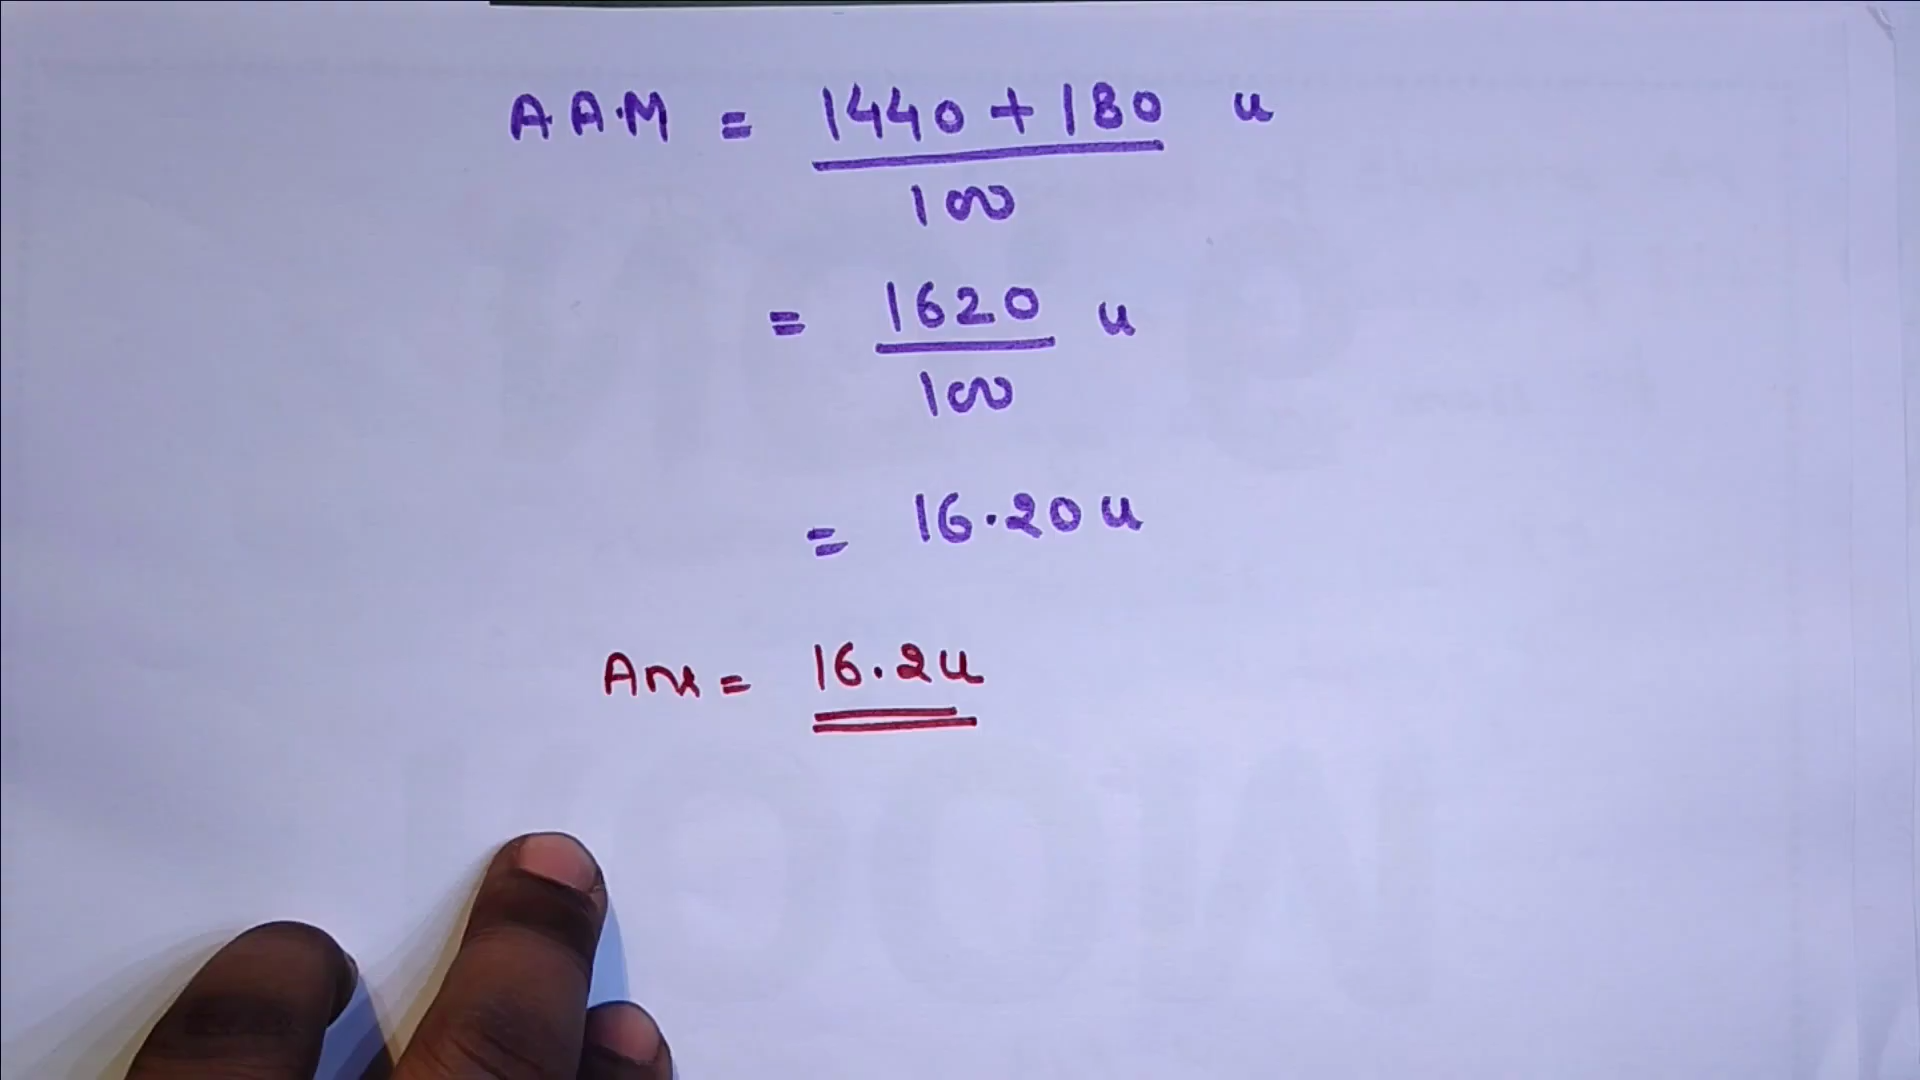 A.A.M = 1440 + 180 u
100
= 1620 u
100
= 16.20 u
Ans = 16.2u